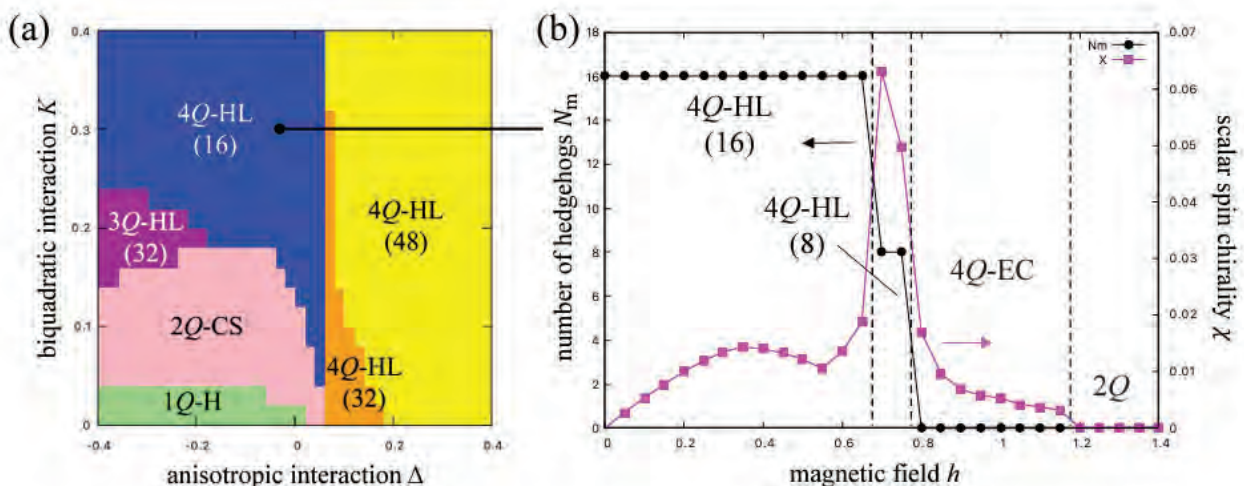 (a)
biquadratic interaction K
0.4
0.3
0.2
0.1
0
4Q-HL
(16)
4Q-HL
(48)
3Q-HL
(32)
2Q-CS
4Q-HL
(32)
1Q-H
-0.4
-0.2
0
0.2
0.4
anisotropic interaction Δ
(b)
number of hedgehogs Nm
18
16
14
12
10
8
6
4
2
0
4Q-HL
(16)
4Q-HL
(8)
4Q-EC
2Q
Nm
X
0.07
0.06
0.05
0.04
0.03
0.02
0.01
0
scalar spin chirality χ
0
0.2
0.4
0.6
0.8
1
1.2
1.4
magnetic field h